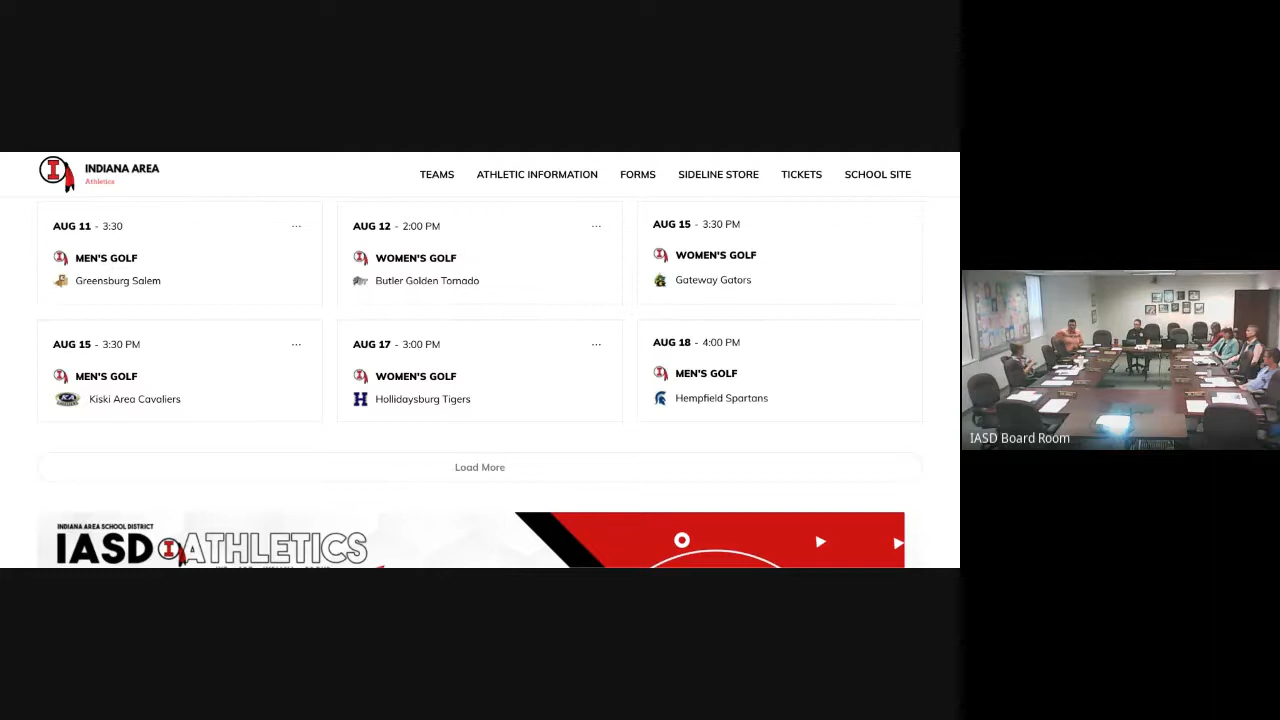 INDIANA AREA
Athletics
TEAMS ATHLETIC INFORMATION FORMS SIDELINE STORE TICKETS SCHOOL SITE
AUG 11 - 3:30 ...
MEN'S GOLF
Greensburg Salem
AUG 12 - 2:00 PM ...
WOMEN'S GOLF
Butler Golden Tornado
AUG 15 - 3:30 PM
WOMEN'S GOLF
Gateway Gators
AUG 15 - 3:30 PM ...
MEN'S GOLF
KA
Kiski Area Cavaliers
AUG 17 - 3:00 PM ...
WOMEN'S GOLF
H
Hollidaysburg Tigers
AUG 18 - 4:00 PM
MEN'S GOLF
Hempfield Spartans
Load More
INDIANA AREA SCHOOL DISTRICT
IASD I ATHLETICS
IASD Board Room